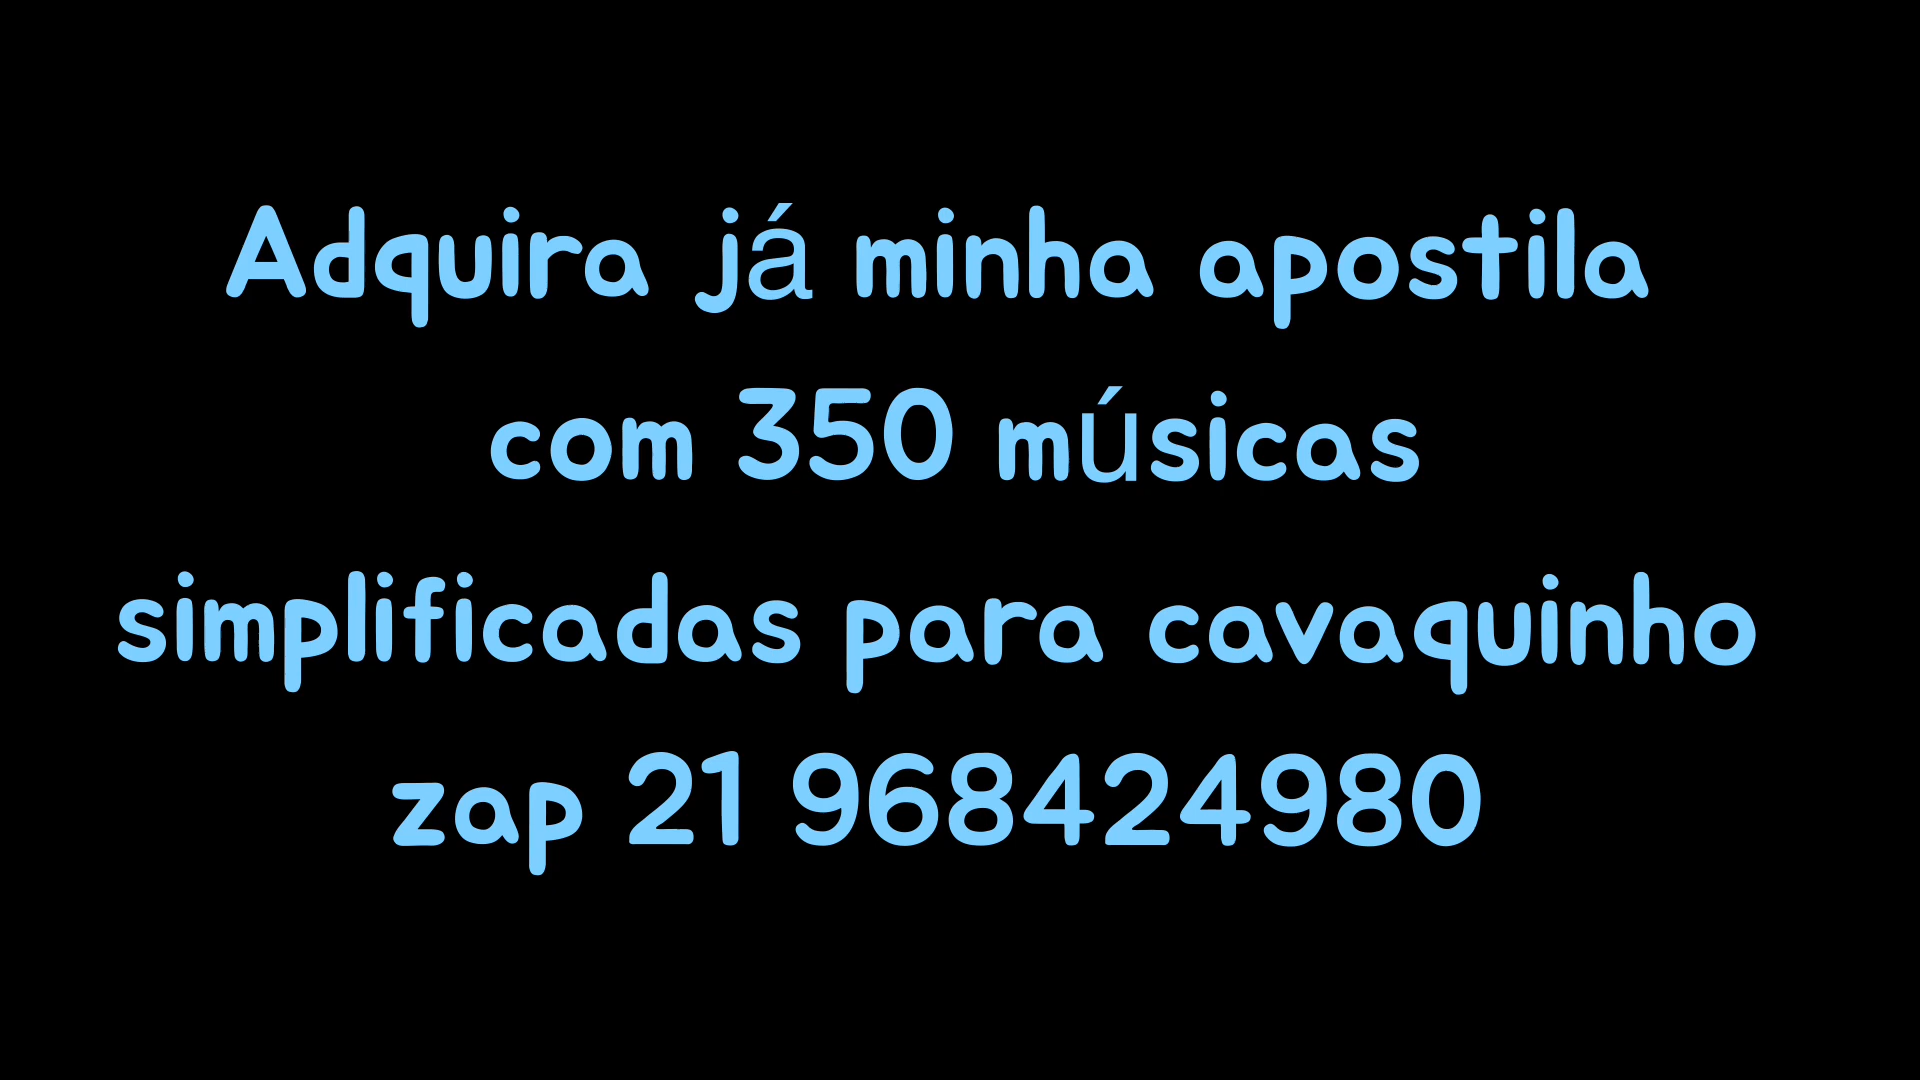 Adquira já minha apostila
com 350 músicas
simplificadas para cavaquinho
zap 21 968424980